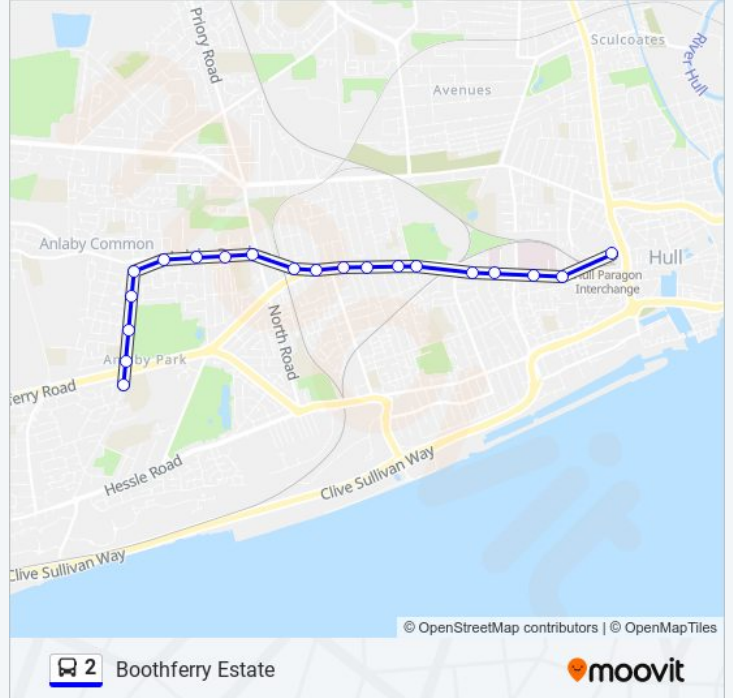 Priory Road
Sculcoates
River Hull
Avenues
Anlaby Common
Hull
Hull Paragon
Interchange
North Road
Anlaby Park
ferry Road
Hessle Road
Clive Sullivan Way
Clive Sullivan Way
© OpenStreetMap contributors | © OpenMapTiles
2 Boothferry Estate
moovit